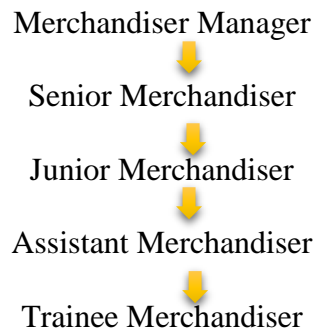 Merchandiser Manager
Senior Merchandiser
Junior Merchandiser
Assistant Merchandiser
Trainee Merchandiser